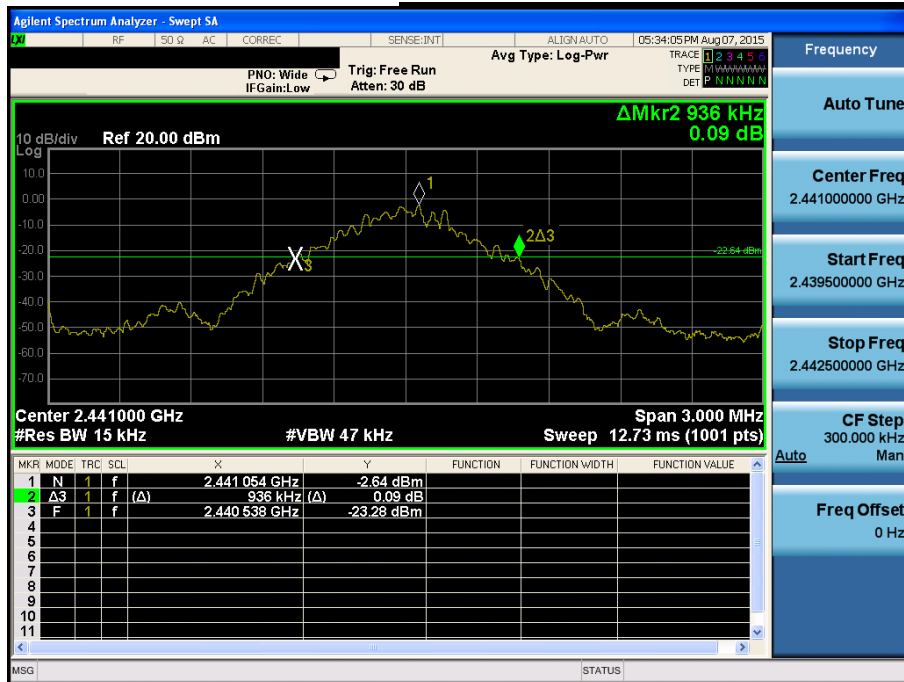 Agilent Spectrum Analyzer - Swept SA
LXI RF 50 Ω AC CORREC SENSE:INT ALIGN AUTO 05:34:05 PM Aug 07, 2015
PNO: Wide Trig: Free Run Avg Type: Log-Pwr TRACE 1 2 3 4 5 6
IFGain:Low Atten: 30 dB TYPE M WWWWW
DET P N N N N N
ΔMkr2 936 kHz
0.09 dB
10 dB/div Ref 20.00 dBm
Log
10.0
0.00
-10.0
-20.0
-30.0
-40.0
-50.0
-60.0
-70.0
1
2Δ3
3
-22.64 dBm
Center 2.441000 GHz Span 3.000 MHz
#Res BW 15 kHz #VBW 47 kHz Sweep 12.73 ms (1001 pts)
MKR MODE TRC SCL X Y FUNCTION FUNCTION WIDTH FUNCTION VALUE
1 N 1 f 2.441 054 GHz -2.64 dBm
2 Δ3 1 f (Δ) 936 kHz (Δ) 0.09 dB
3 F 1 f 2.440 538 GHz -23.28 dBm
4
5
6
7
8
9
10
11
MSG STATUS
Frequency
Auto Tune
Center Freq
2.441000000 GHz
Start Freq
2.439500000 GHz
Stop Freq
2.442500000 GHz
CF Step
300.000 kHz
Auto Man
Freq Offset
0 Hz